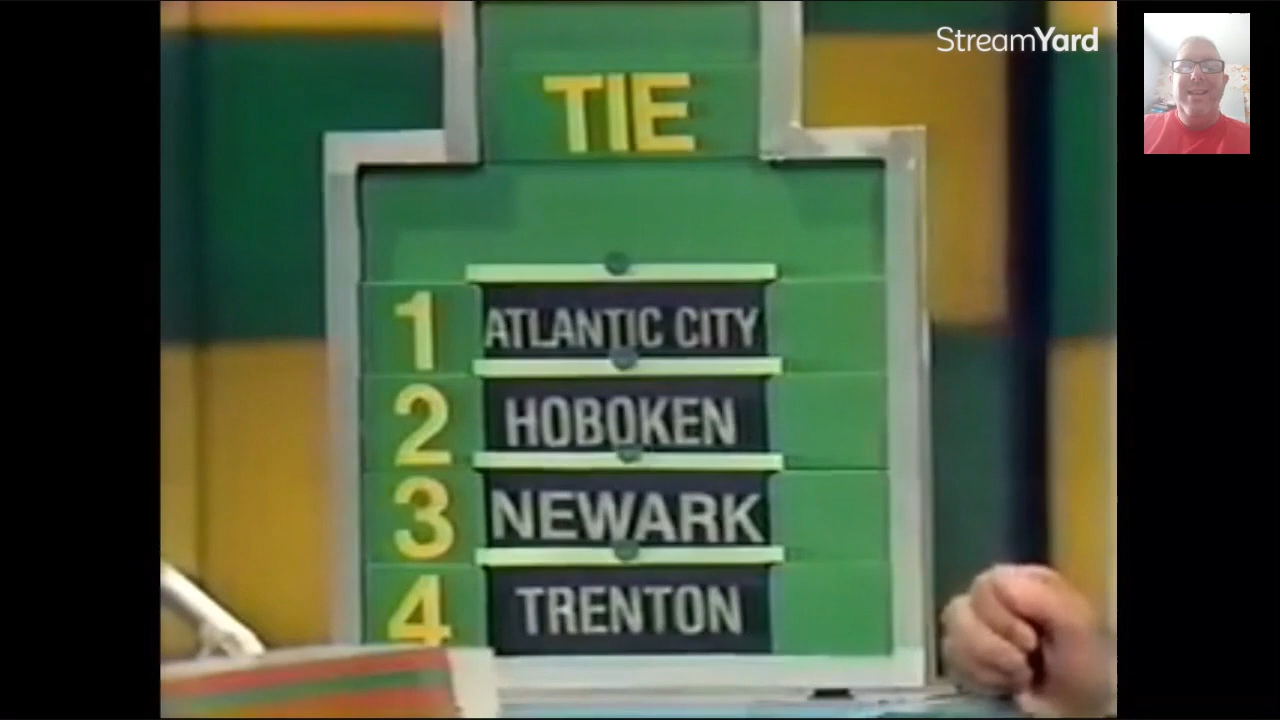 StreamYard
TIE
1 ATLANTIC CITY
2 HOBOKEN
3 NEWARK
4 TRENTON